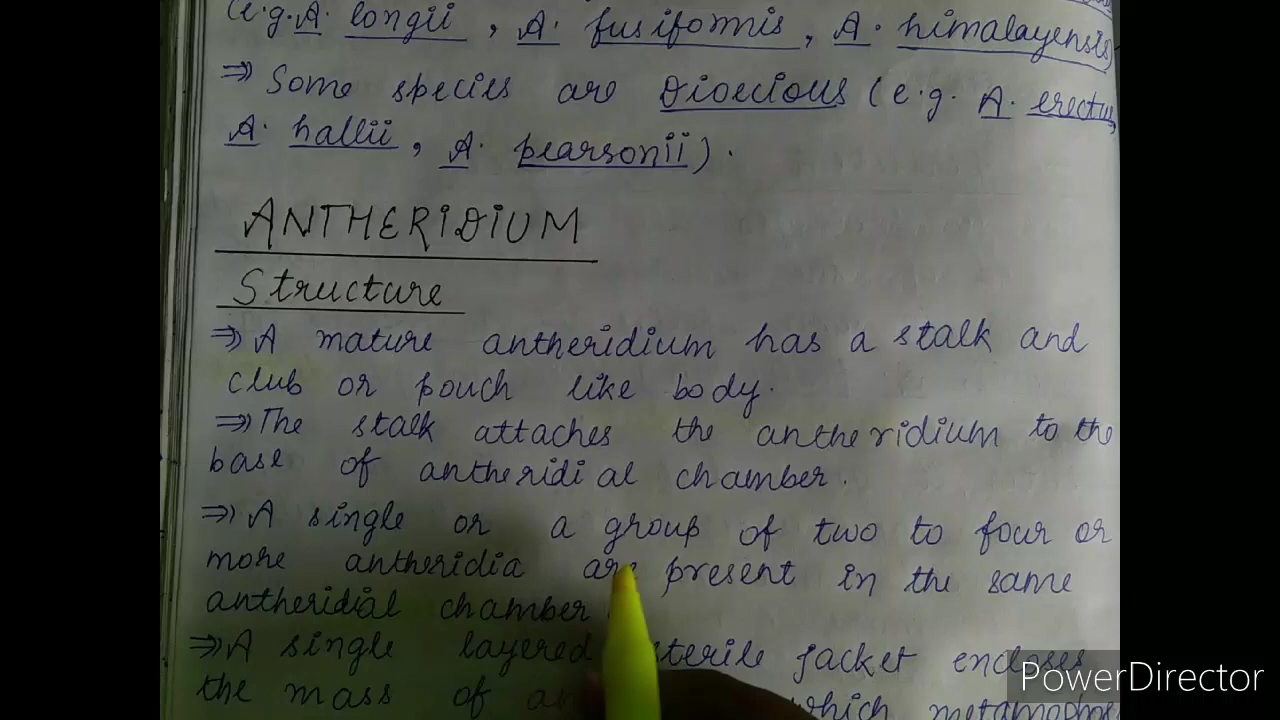 (e.g. A. longii, A. fusiformis, A. himalayensis)
⇒ Some species are Dioecious (e.g. A. erectus,
A. hallii, A. pearsonii).
ANTHERIDIUM
Structure
⇒ A mature antheridium has a stalk and
club or pouch like body.
⇒ The stalk attaches the antheridium to the
base of antheridial chamber.
⇒ A single or a group of two to four or
more antheridia are present in the same
antheridial chamber
⇒ A single layered sterile jacket encloses
the mass of which
PowerDirector